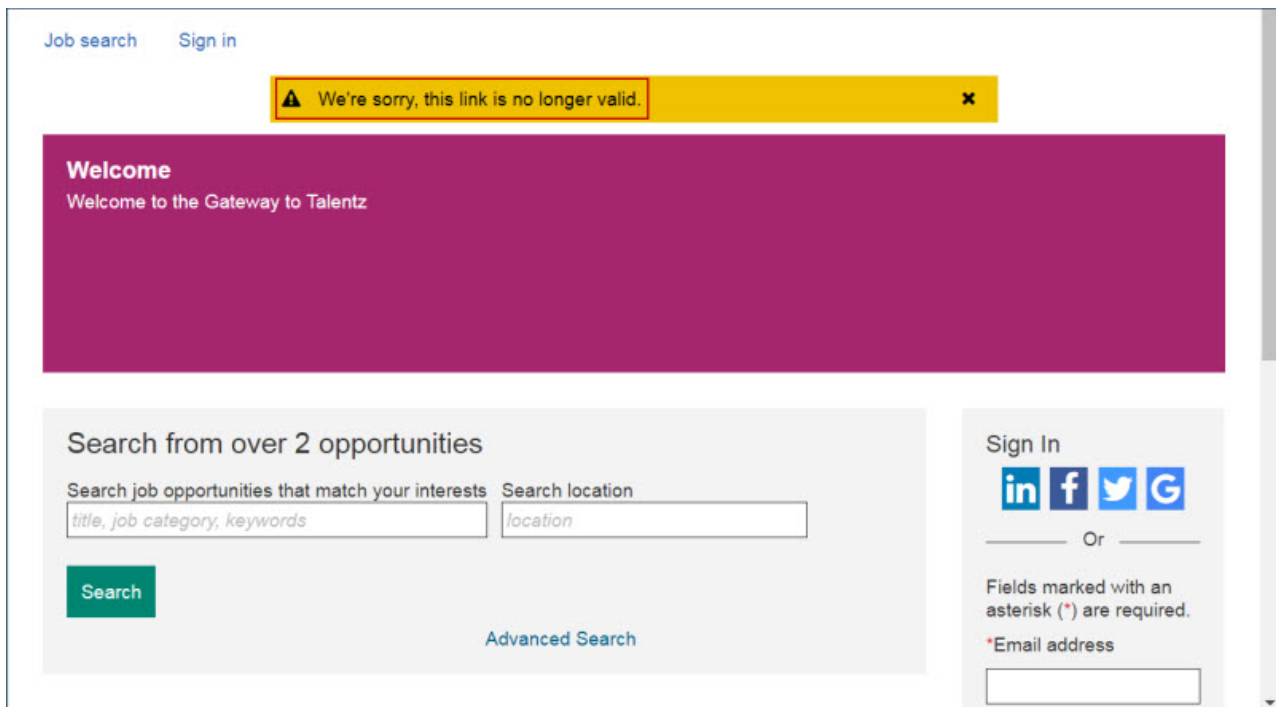 Job search Sign in
We're sorry, this link is no longer valid.
Welcome
Welcome to the Gateway to Talentz
Search from over 2 opportunities
Search job opportunities that match your interests Search location
title, job category, keywords location
Search
Advanced Search
Sign In
in f G
Or
Fields marked with an
asterisk (*) are required.
*Email address